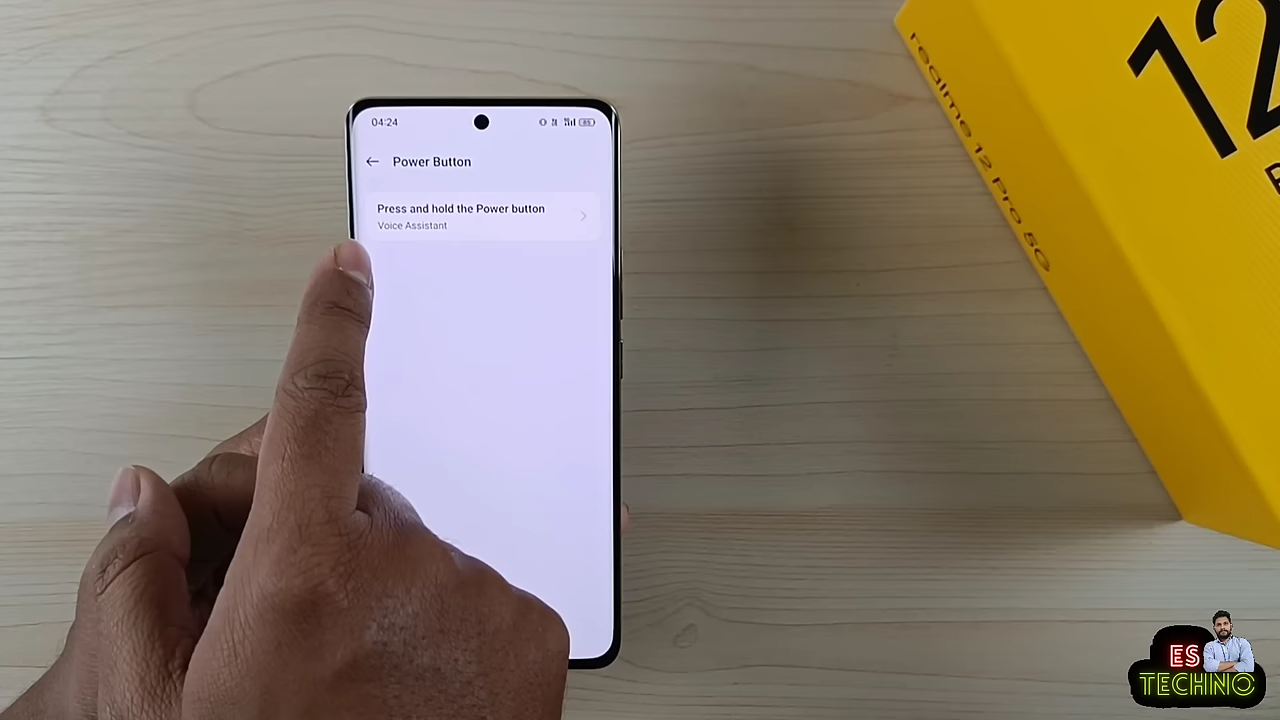 04:24
Power Button
Press and hold the Power button
Voice Assistant
realme 12 Pro 5G
12
ES
TECHNO